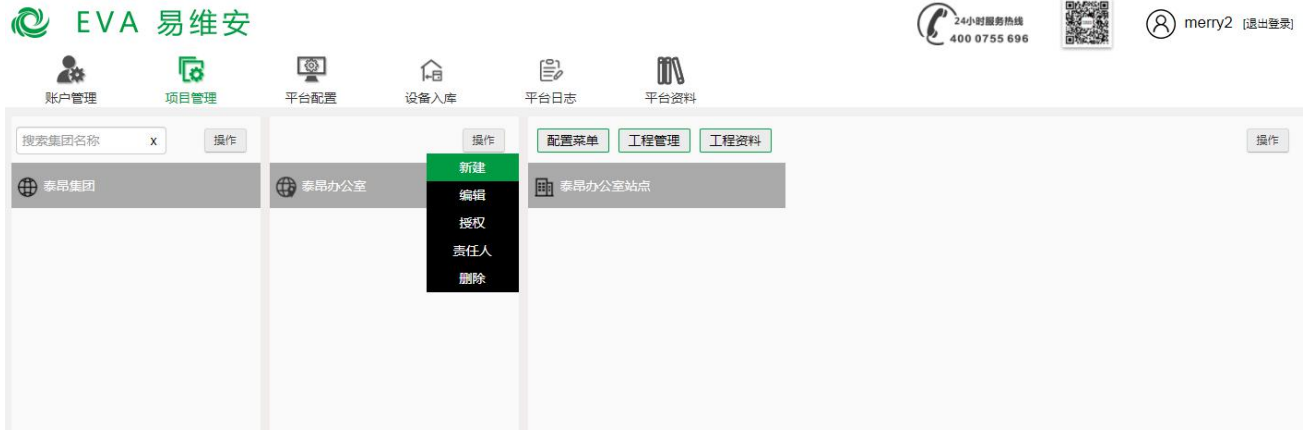 EVA 易维安
24小时服务热线
400 0755 696
merry2 [退出登录]
账户管理 项目管理 平台配置 设备入库 平台日志 平台资料
搜索集团名称 x 操作 操作 配置菜单 工程管理 工程资料 操作
新建
泰昂集团 泰昂办公室 泰昂办公室站点
编辑
授权
责任人
删除